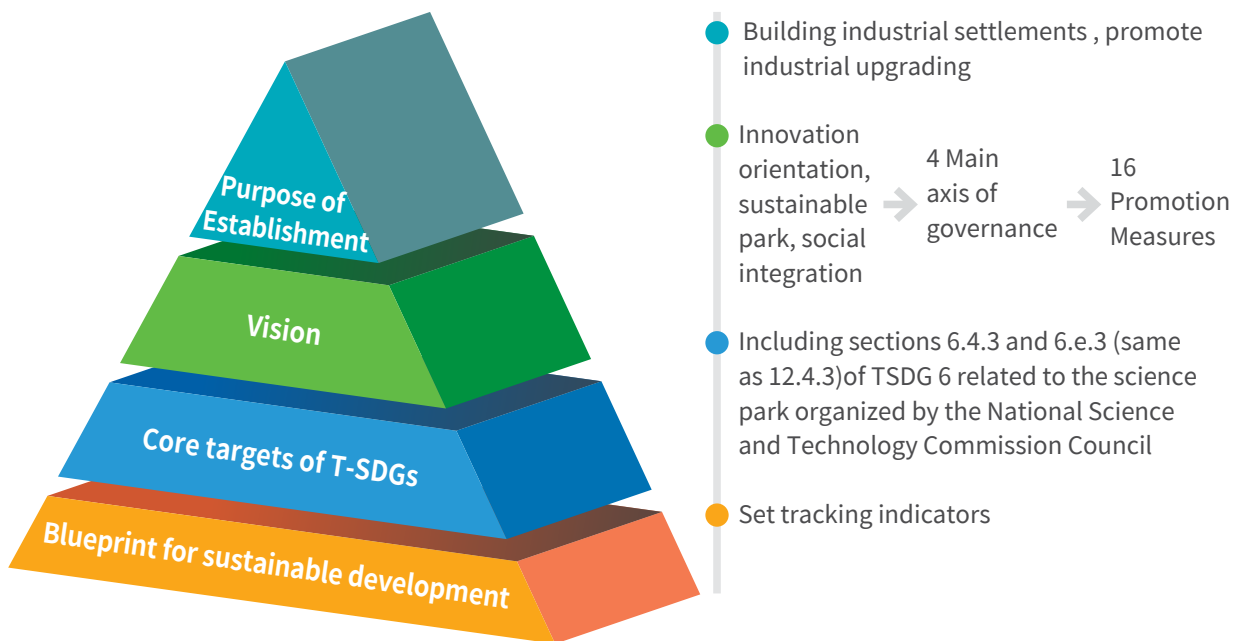 Purpose of
Establishment
Vision
Core targets of T-SDGs
Blueprint for sustainable development
Building industrial settlements , promote
industrial upgrading
Innovation
orientation,
sustainable
park, social
integration
4 Main
axis of
governance
16
Promotion
Measures
Including sections 6.4.3 and 6.e.3 (same
as 12.4.3)of TSDG 6 related to the science
park organized by the National Science
and Technology Commission Council
Set tracking indicators